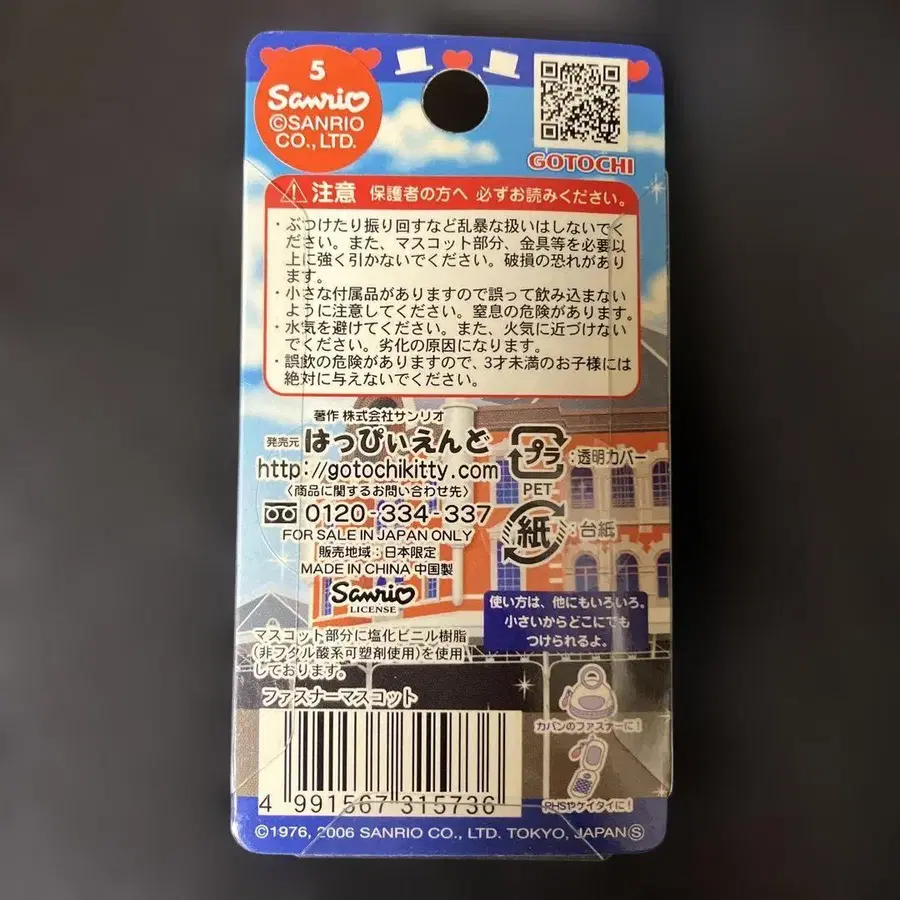 5
Sanrio
©SANRIO
CO., LTD.
GOTOCHI
注意 保護者の方へ 必ずお読みください。
・ぶつけたり振り回すなど乱暴な扱いはしないでく
ださい。また、マスコット部分、金具等を必要以
上に強く引かないでください。破損の恐れがあり
ます。
・小さな付属品がありますので誤って飲み込まない
ように注意してください。窒息の危険があります。
・水気を避けてください。また、火気に近づけない
でください。劣化の原因になります。
・誤飲の危険がありますので、3才未満のお子様には
絶対に与えないでください。
著作 株式会社サンリオ
発売元 はっぴぃえんど
http://gotochikitty.com
〈商品に関するお問い合わせ先〉
0120-334-337
FOR SALE IN JAPAN ONLY
販売地域：日本限定
MADE IN CHINA 中国製
Sanrio
LICENSE
プラ：透明カバー
PET
紙：台紙
使い方は、他にもいろいろ。
小さいからどこにでも
つけられるよ。
マスコット部分に塩化ビニル樹脂
(非フタル酸系可塑剤使用)を使用
しております。
ファスナーマスコット
カバンのファスナーに！
PHSやケイタイに！
4 991567 315736
©1976, 2006 SANRIO CO., LTD. TOKYO, JAPAN Ⓢ